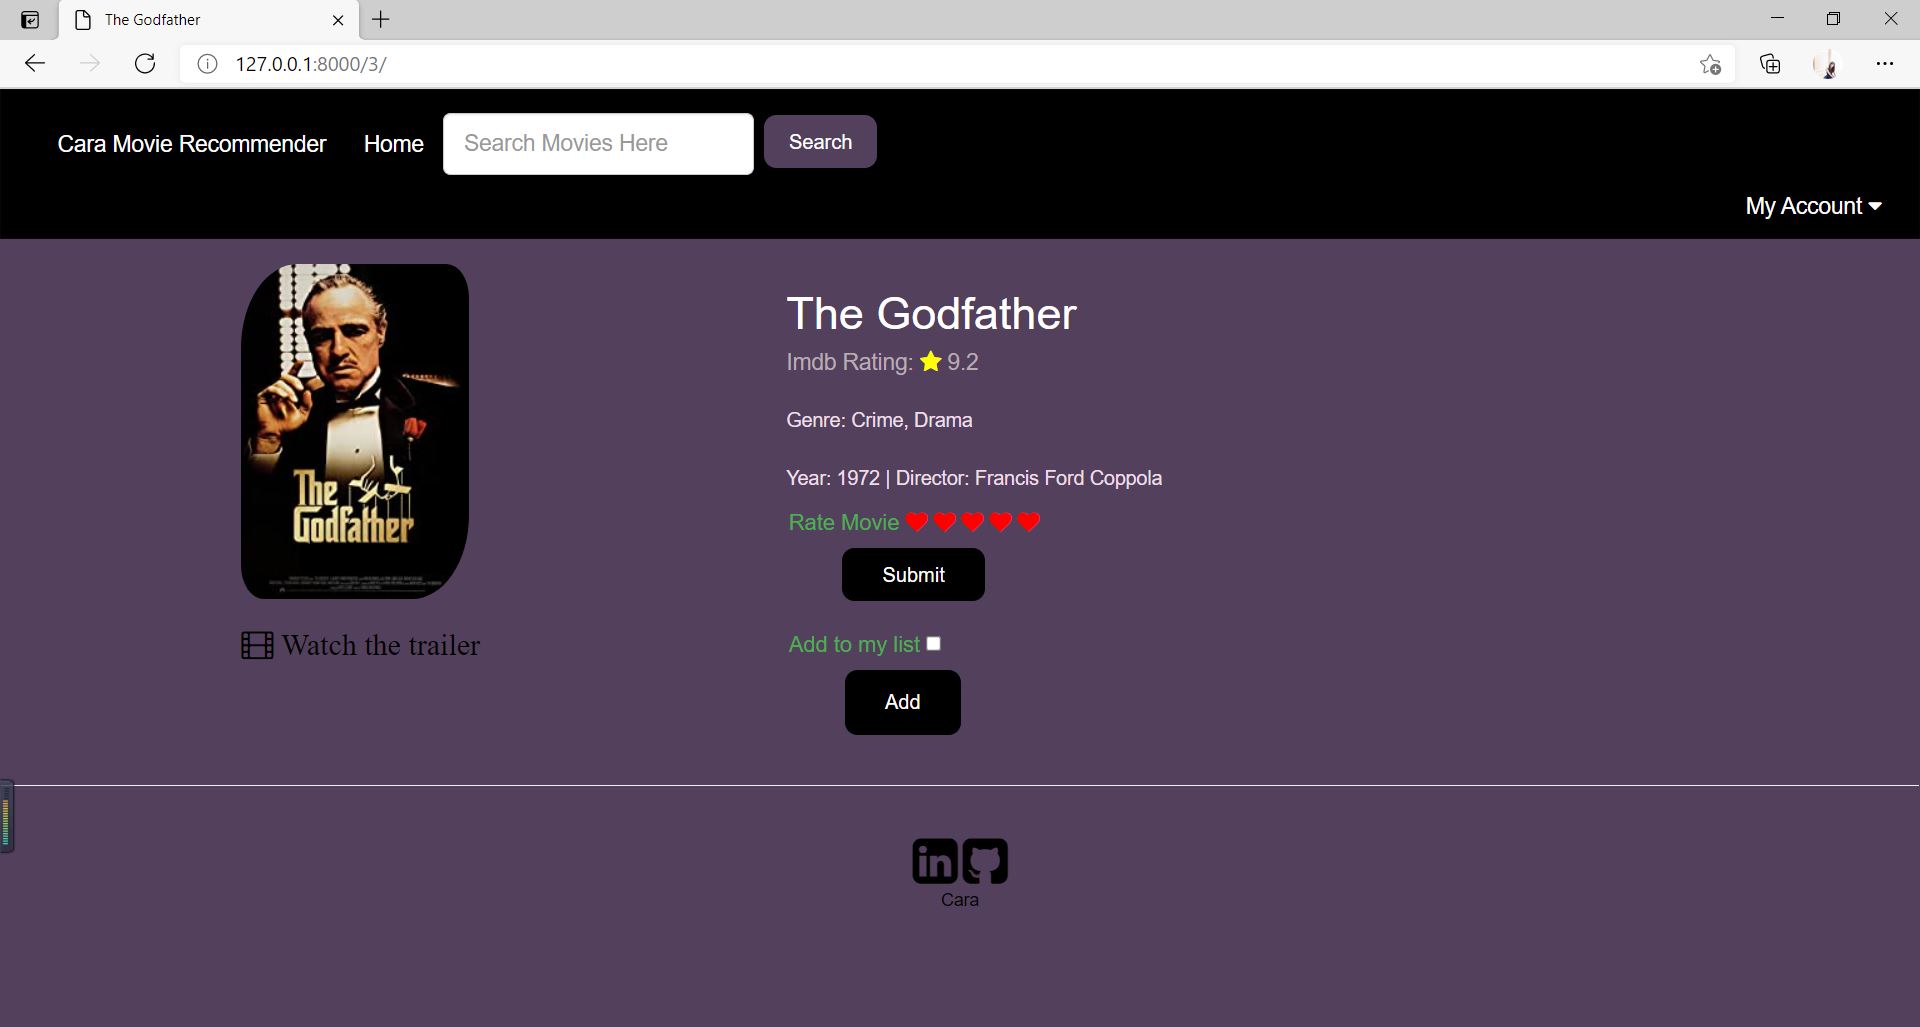 The Godfather
127.0.0.1:8000/3/
Cara Movie Recommender Home Search Movies Here Search
My Account
The Godfather
Imdb Rating: 9.2
Genre: Crime, Drama
Year: 1972 | Director: Francis Ford Coppola
Rate Movie
Submit
Add to my list
Add
The
Godfather
Watch the trailer
in
Cara